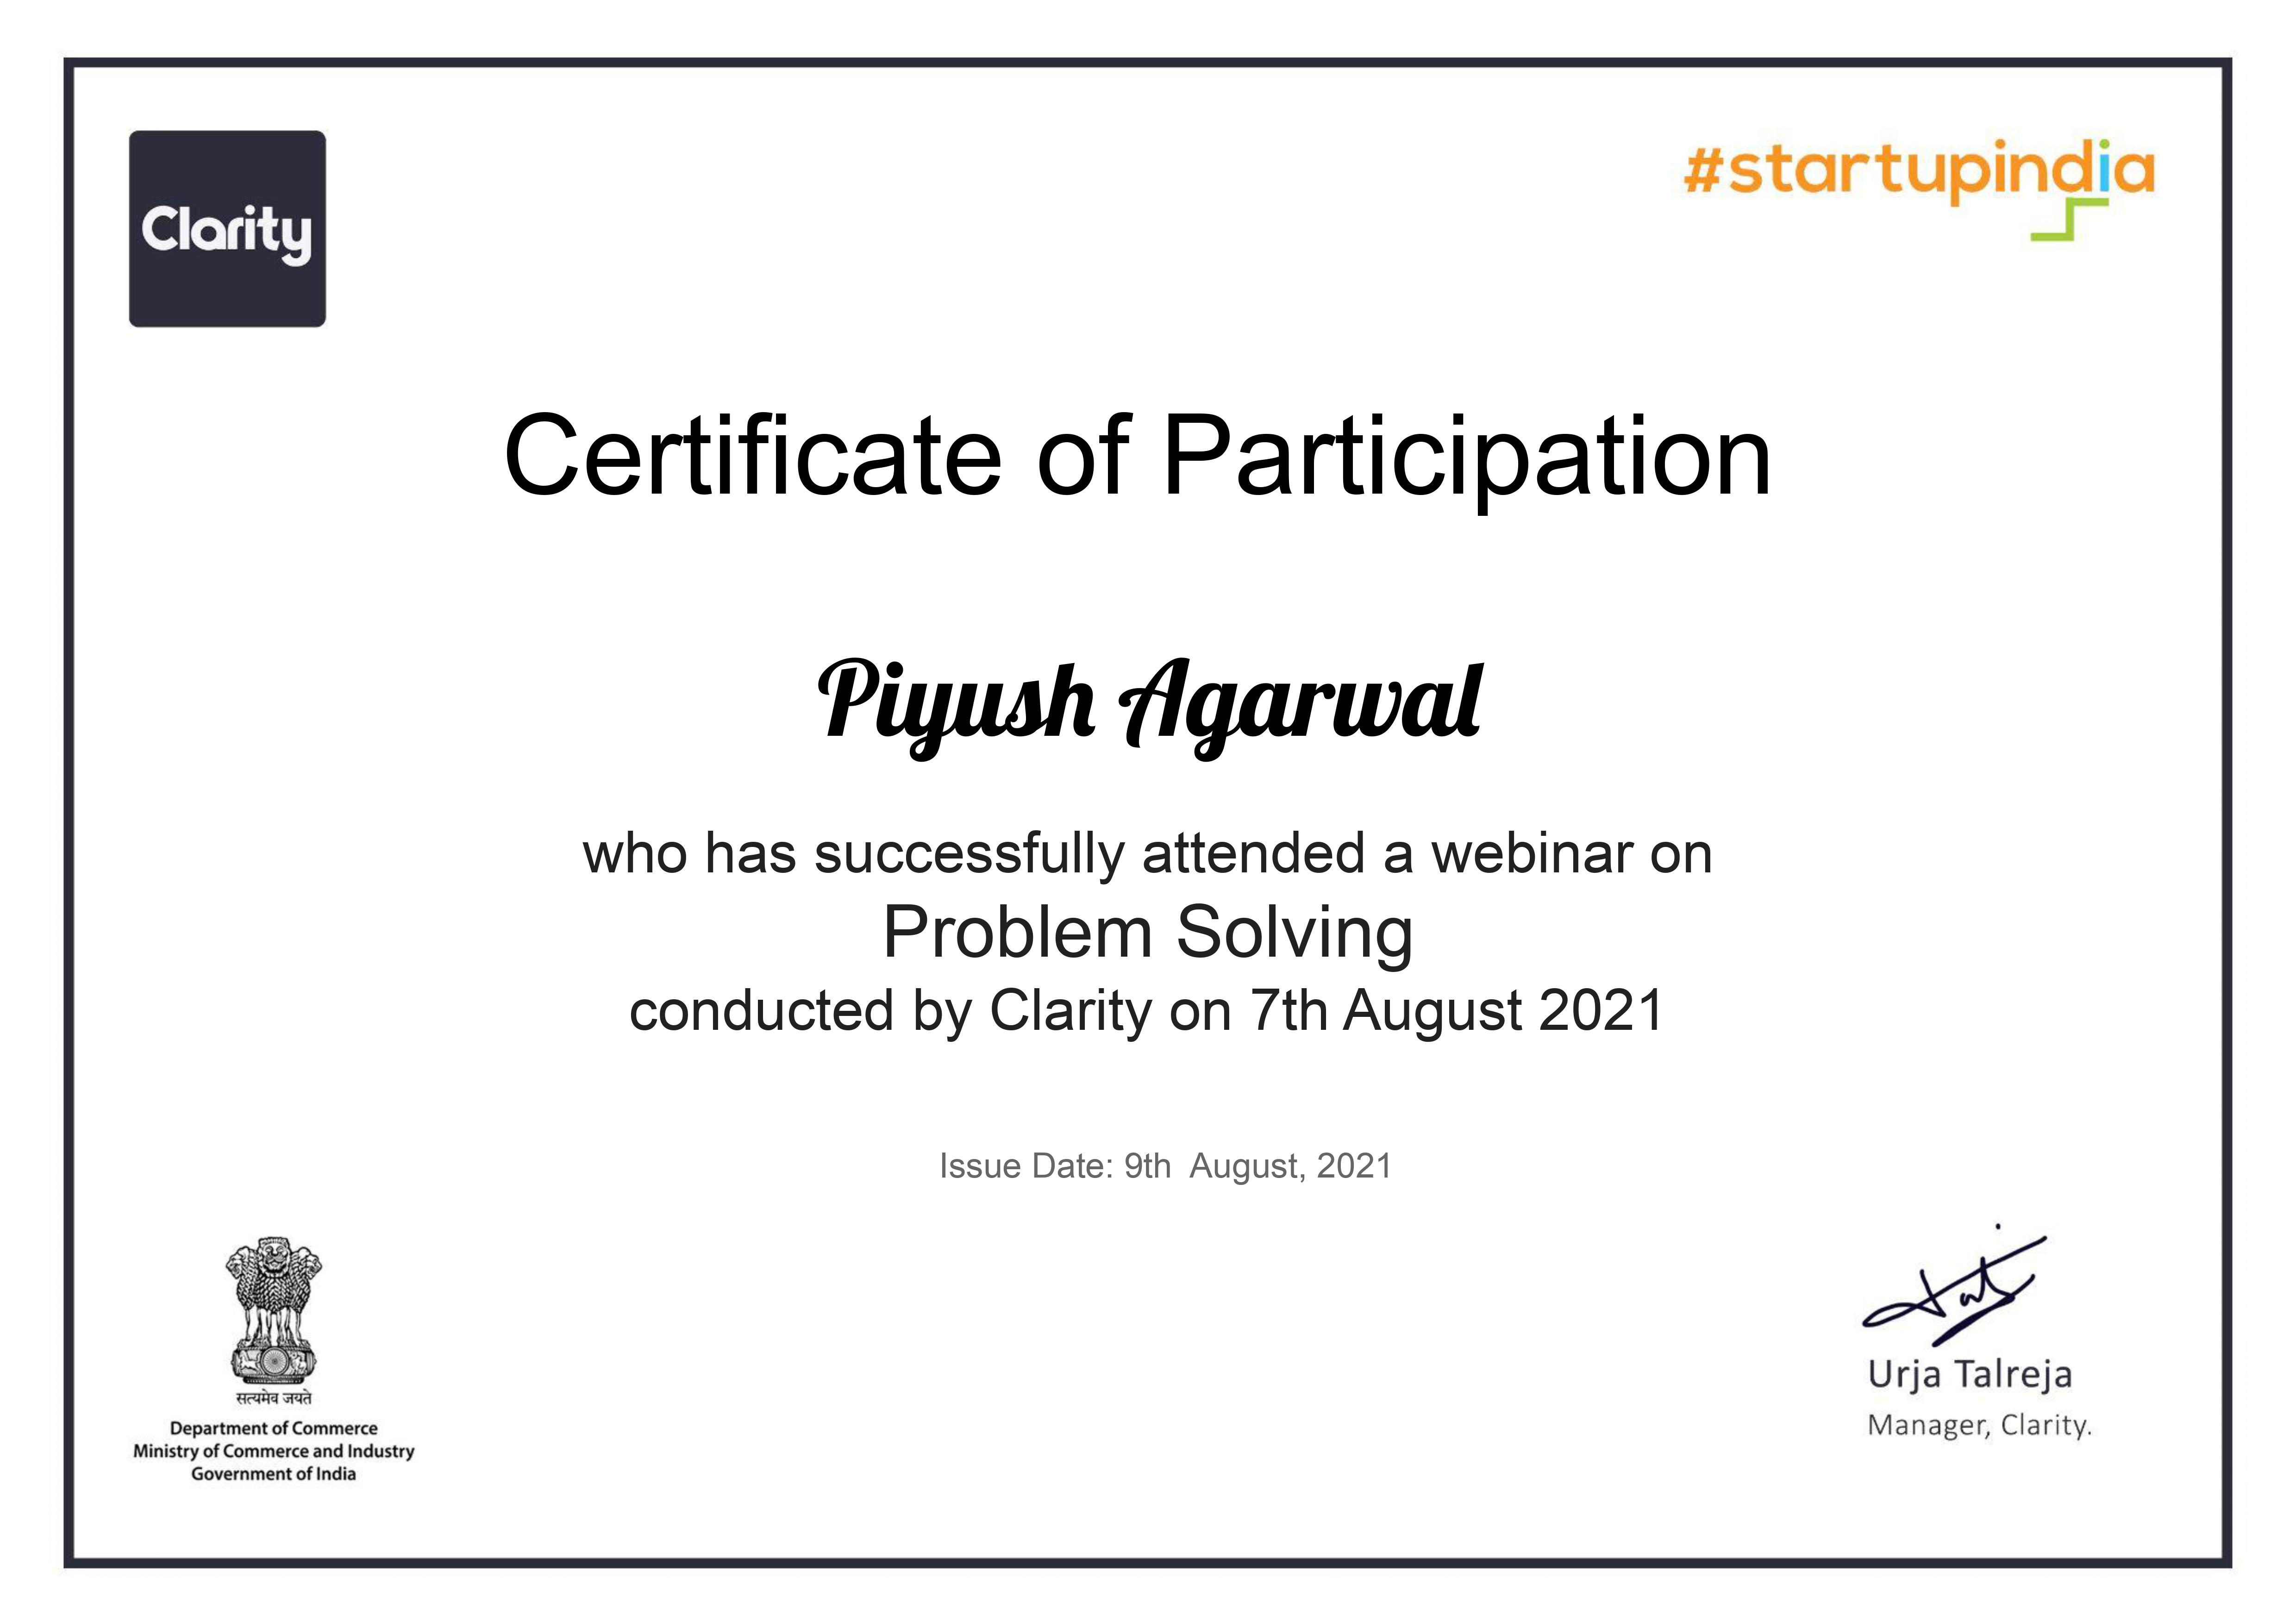 Clarity
#startupindia
Certificate of Participation
Piyush Agarwal
who has successfully attended a webinar on
Problem Solving
conducted by Clarity on 7th August 2021
Issue Date: 9th August, 2021
सत्यमेव जयते
Department of Commerce
Ministry of Commerce and Industry
Government of India
Urja Talreja
Manager, Clarity.